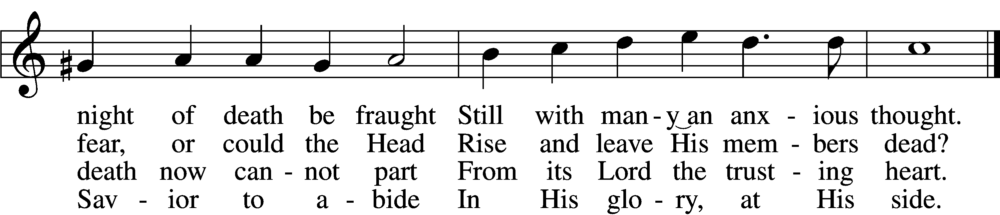 night of death be fraught Still with man - y an anx - ious thought.
fear, or could the Head Rise and leave His mem - bers dead?
death now can - not part From its Lord the trust - ing heart.
Sav - ior to a - bide In His glo - ry, at His side.